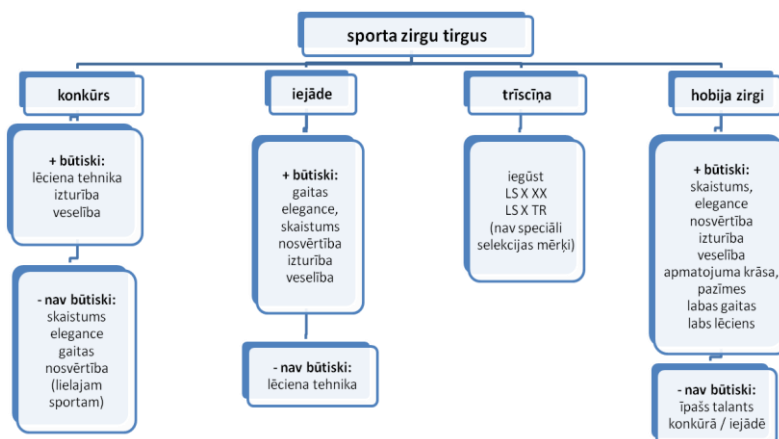 sporta zirgu tirgus
konkūrs
+ būtiski:
lēciena tehnika
izturība
veselība
- nav būtiski:
skaistums
elegance
gaitas
nosvērtība
(lielajam
sportam)
iejāde
+ būtiski:
gaitas
elegance,
skaistums
nosvērtība
izturība
veselība
- nav būtiski:
lēciena tehnika
trīscīņa
iegūst
LS X XX
LS X TR
(nav speciāli
selekcijas mērķi)
hobija zirgi
+ būtiski:
skaistums,
elegance
nosvērtība
izturība
veselība
apmatojuma krāsa,
pazīmes
labas gaitas
labs lēciens
- nav būtiski:
īpašs talants
konkūrā / iejādē